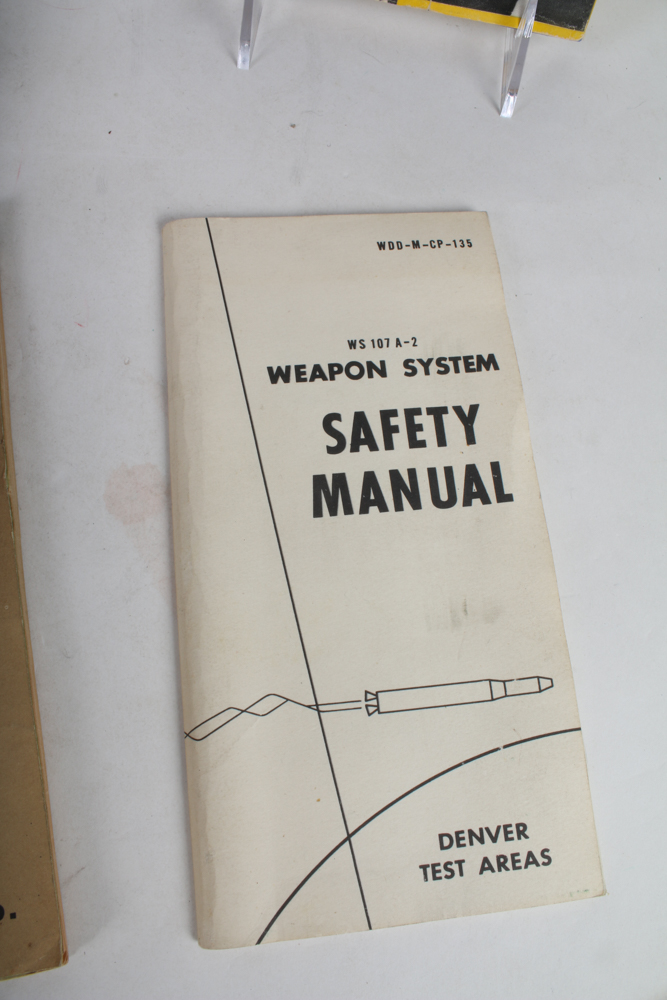 WDD-M-CP-135
WS 107 A-2
WEAPON SYSTEM
SAFETY
MANUAL
DENVER
TEST AREAS